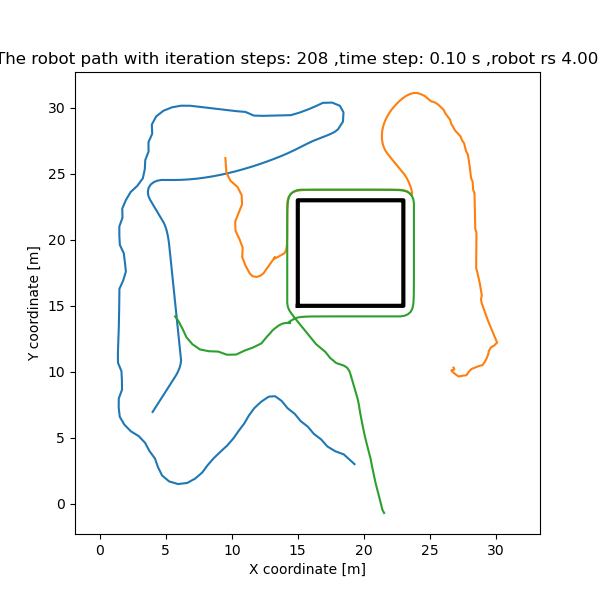 The robot path with iteration steps: 208 ,time step: 0.10 s ,robot rs 4.00
30
25
20
15
10
5
0
Y coordinate [m]
0 5 10 15 20 25 30
X coordinate [m]